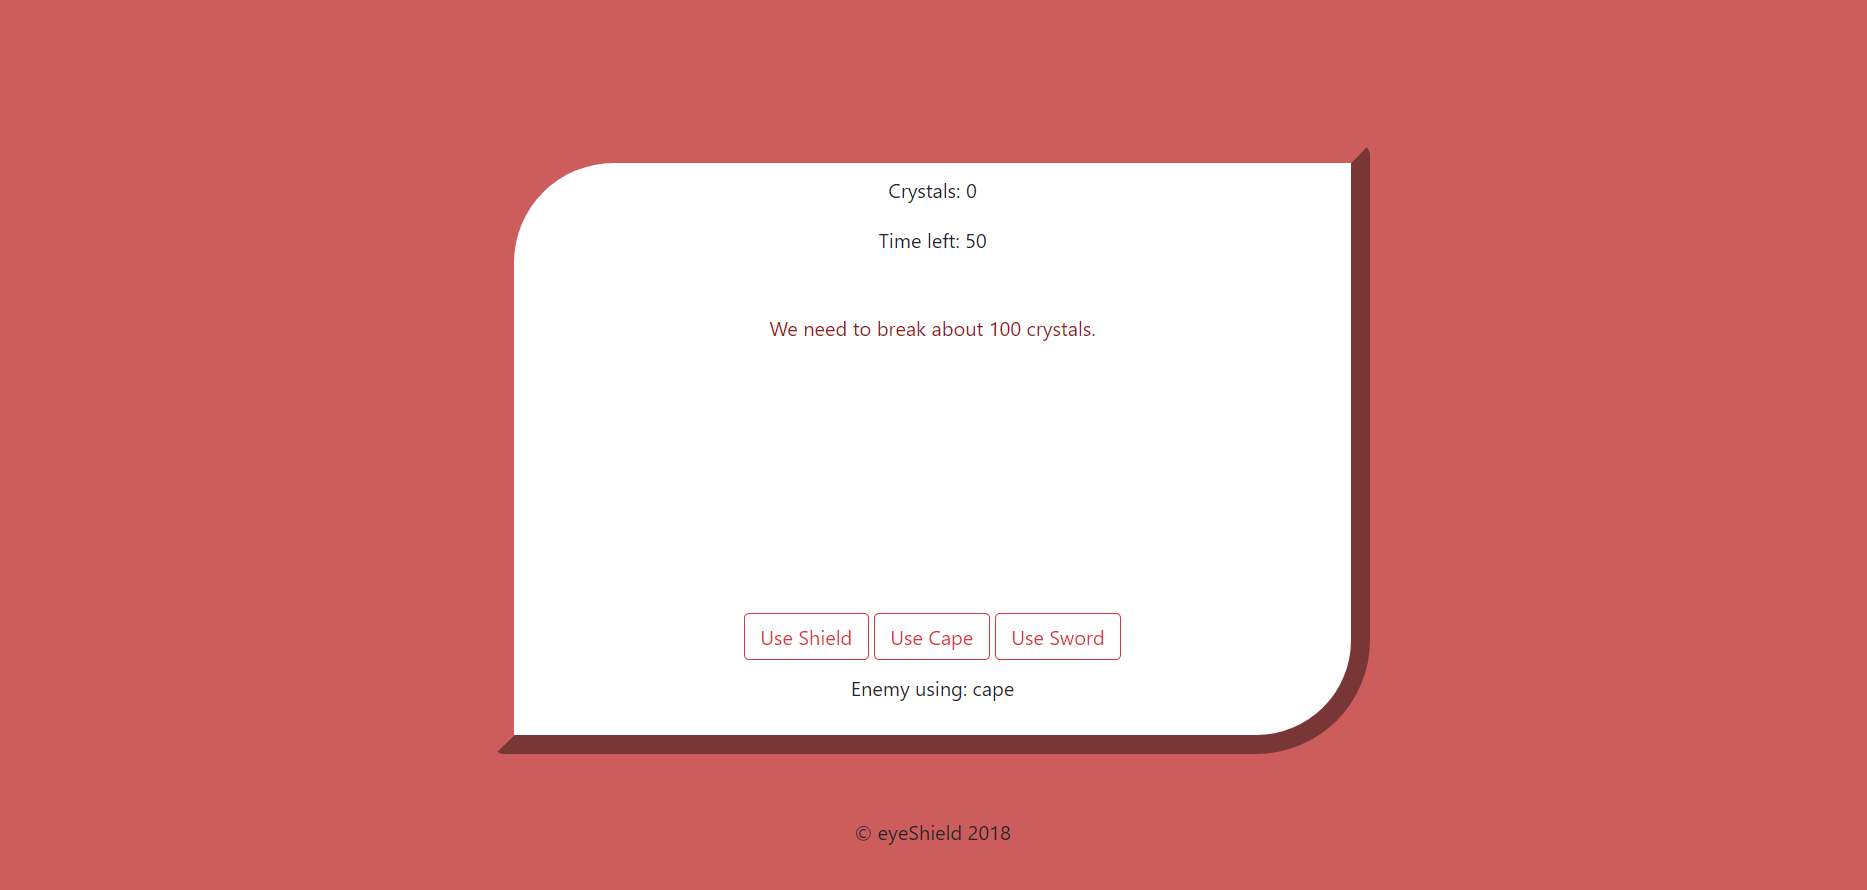 Crystals: 0
Time left: 50
We need to break about 100 crystals.
Use Shield Use Cape Use Sword
Enemy using: cape
© eyeShield 2018